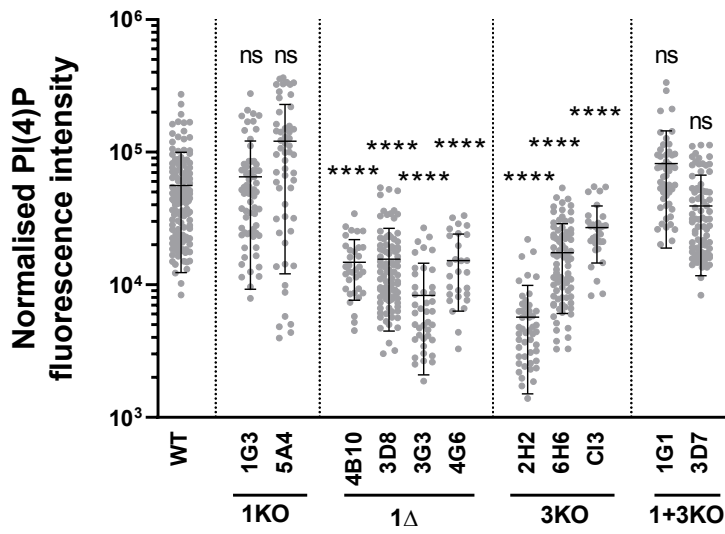 Normalised PI(4)P
fluorescence intensity
10⁶
10⁵
10⁴
10³
ns ns
**** **** **** ****
**** **** ****
ns
ns
WT 1G3 5A4 4B10 3D8 3G3 4G6 2H2 6H6 Cl3 1G1 3D7
1KO 1Δ 3KO 1+3KO